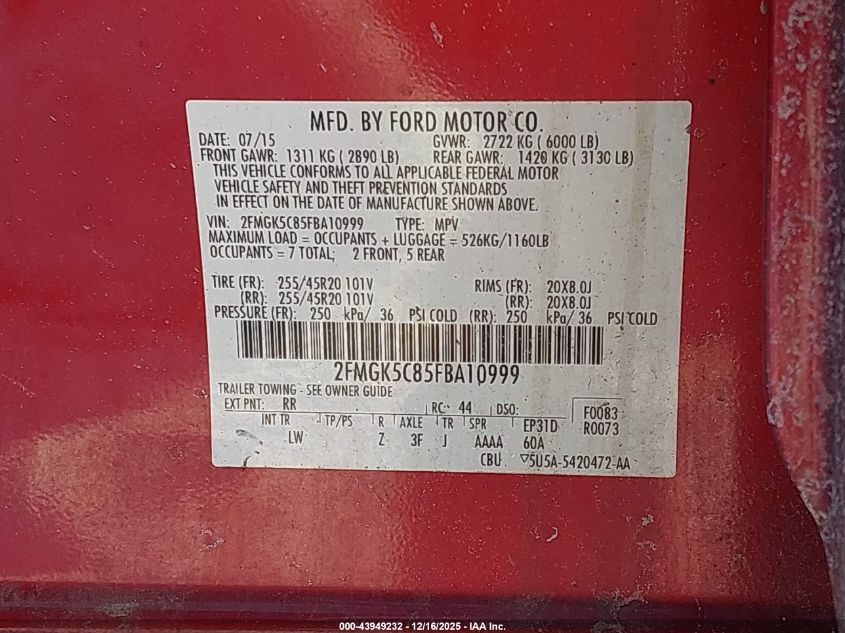 MFD. BY FORD MOTOR CO.
DATE: 07/15 GVWR: 2722 KG ( 6000 LB)
FRONT GAWR: 1311 KG ( 2890 LB) REAR GAWR: 1420 KG ( 3130 LB)
THIS VEHICLE CONFORMS TO ALL APPLICABLE FEDERAL MOTOR
VEHICLE SAFETY AND THEFT PREVENTION STANDARDS
IN EFFECT ON THE DATE OF MANUFACTURE SHOWN ABOVE.
VIN: 2FMGK5C85FBA10999 TYPE: MPV
MAXIMUM LOAD = OCCUPANTS + LUGGAGE = 526KG/1160LB
OCCUPANTS = 7 TOTAL; 2 FRONT, 5 REAR
TIRE (FR): 255/45R20 101V RIMS (FR): 20X8.0J
(RR): 255/45R20 101V (RR): 20X8.0J
PRESSURE (FR): 250 kPa/ 36 PSI COLD (RR): 250 kPa/ 36 PSI COLD
2FMGK5C85FBA10999
TRAILER TOWING - SEE OWNER GUIDE
EXT PNT: RR RC: 44 DSO: F0083
INT TR TP/PS R AXLE TR SPR EP31D R0073
LW Z 3F J AAAA 60A
CBU ▽5U5A-5420472-AA
000-43949232 - 12/16/2025 - IAA Inc.